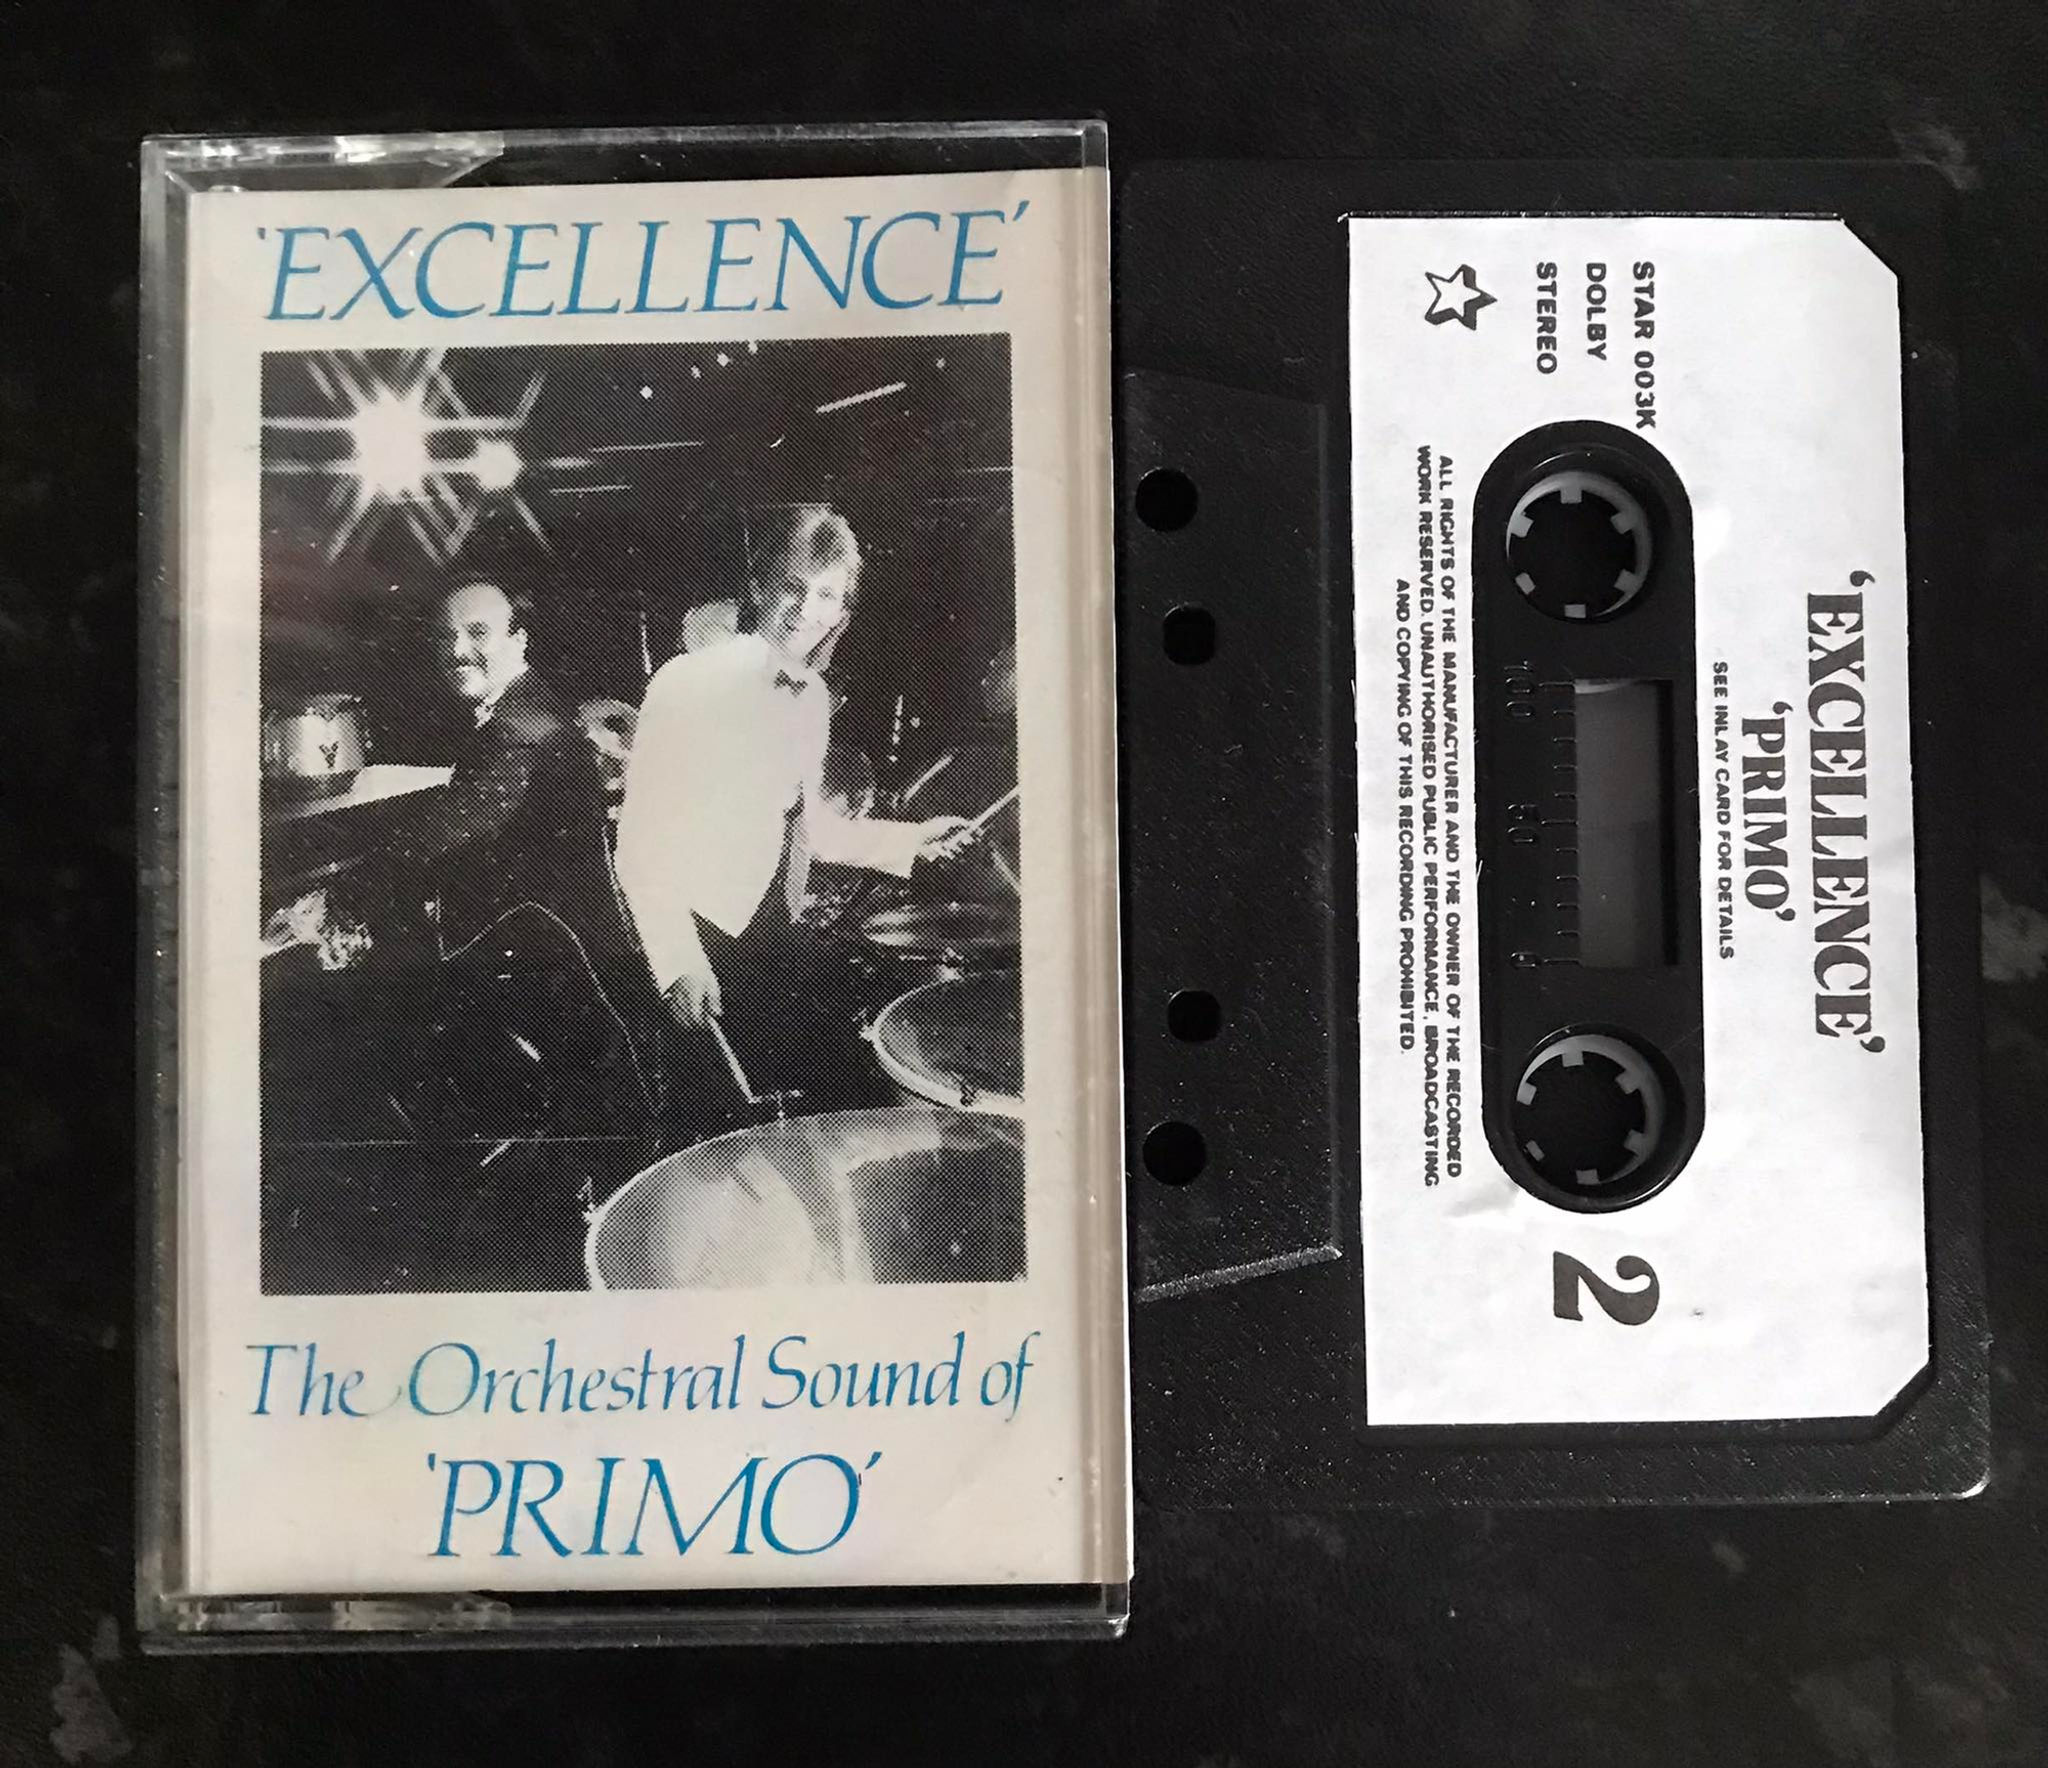 'EXCELLENCE'
The Orchestral Sound of
'PRIMO'
'EXCELLENCE'
'PRIMO'
SEE INLAY CARD FOR DETAILS
STAR 003K
DOLBY
STEREO
100 50 0
2
ALL RIGHTS OF THE MANUFACTURER AND THE OWNER OF THE RECORDED
WORK RESERVED. UNAUTHORISED PUBLIC PERFORMANCE, BROADCASTING
AND COPYING OF THIS RECORDING PROHIBITED.